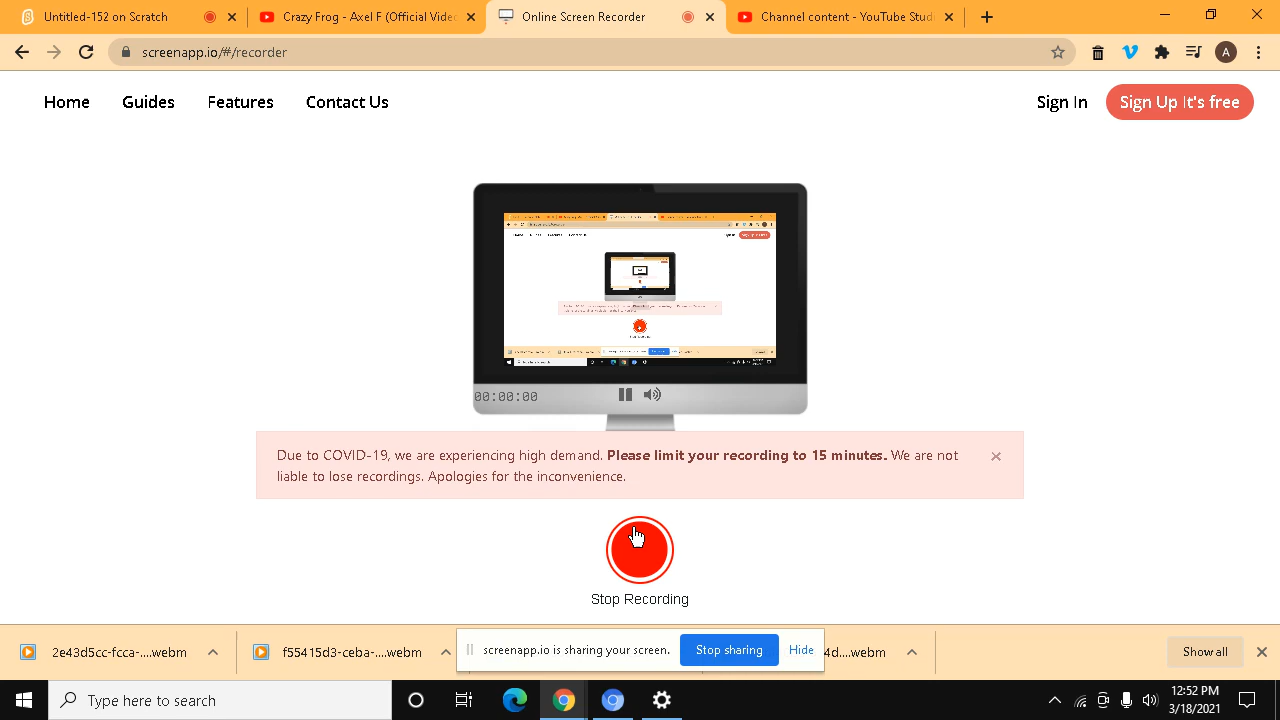 Untitled-152 on Scratch
Crazy Frog - Axel F (Official Video
Online Screen Recorder
Channel content - YouTube Stud
screenapp.io/#/recorder
A
Home
Guides
Features
Contact Us
Sign In
Sign Up It's free
00:00:00
Due to COVID-19, we are experiencing high demand. Please limit your recording to 15 minutes. We are not
liable to lose recordings. Apologies for the inconvenience.
Stop Recording
2e43d5cc-fcca-....webm
f55415d3-ceba-....webm
screenapp.io is sharing your screen.
Stop sharing
Hide
4d....webm
Show all
Type here to search
12:52 PM
3/18/2021